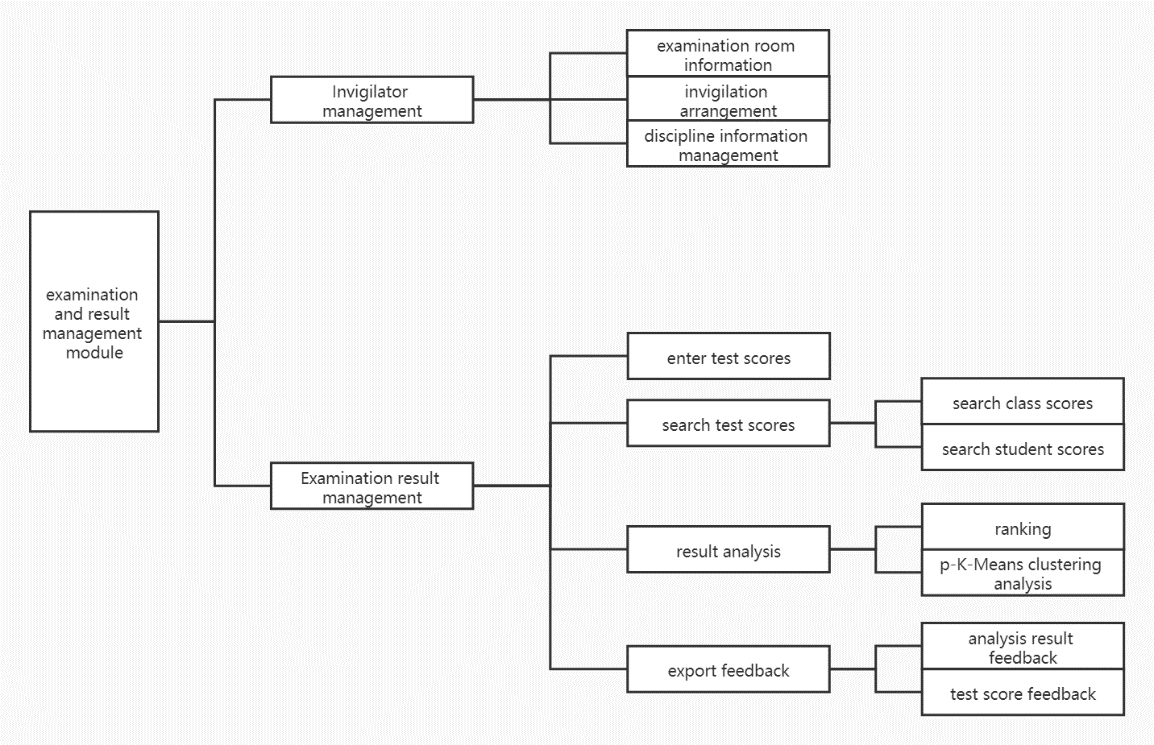 examination
and result
management
module
Invigilator
management
examination room
information
invigilation
arrangement
discipline information
management
Examination result
management
enter test scores
search test scores
search class scores
search student scores
result analysis
ranking
p-K-Means clustering
analysis
export feedback
analysis result
feedback
test score feedback